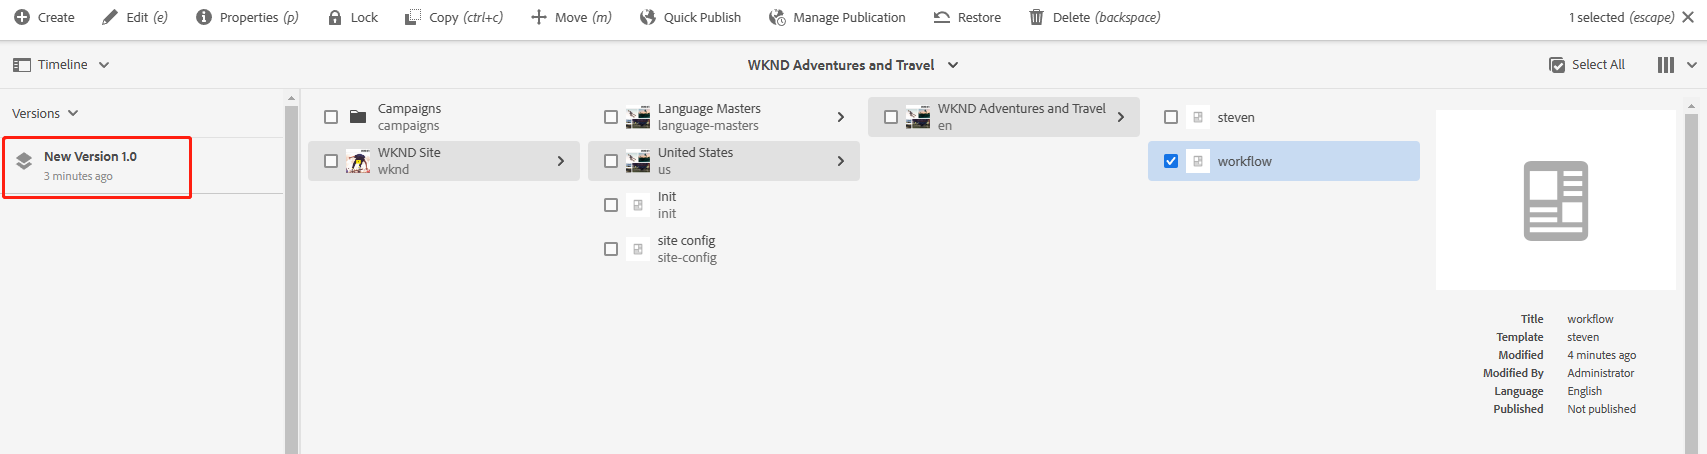 Create Edit (e) Properties (p) Lock Copy (ctrl+c) Move (m) Quick Publish Manage Publication Restore Delete (backspace) 1 selected (escape)
Timeline WKND Adventures and Travel Select All
Versions
New Version 1.0
3 minutes ago
Campaigns
campaigns
WKND Site
wknd
Language Masters
language-masters
United States
us
Init
init
site config
site-config
WKND Adventures and Travel
en
steven
workflow
Title workflow
Template steven
Modified 4 minutes ago
Modified By Administrator
Language English
Published Not published